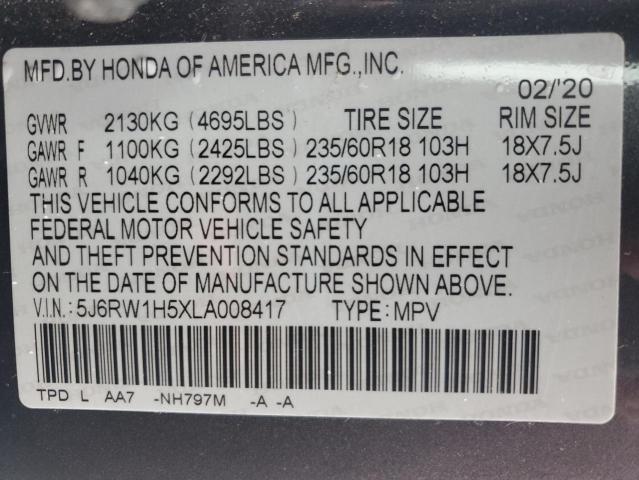 MFD.BY HONDA OF AMERICA MFG.,INC.
02/'20
GVWR 2130KG (4695LBS) TIRE SIZE RIM SIZE
GAWR F 1100KG (2425LBS) 235/60R18 103H 18X7.5J
GAWR R 1040KG (2292LBS) 235/60R18 103H 18X7.5J
THIS VEHICLE CONFORMS TO ALL APPLICABLE
FEDERAL MOTOR VEHICLE SAFETY
AND THEFT PREVENTION STANDARDS IN EFFECT
ON THE DATE OF MANUFACTURE SHOWN ABOVE.
V.I.N.:5J6RW1H5XLA008417 TYPE:MPV
TPD L AA7 -NH797M -A -A